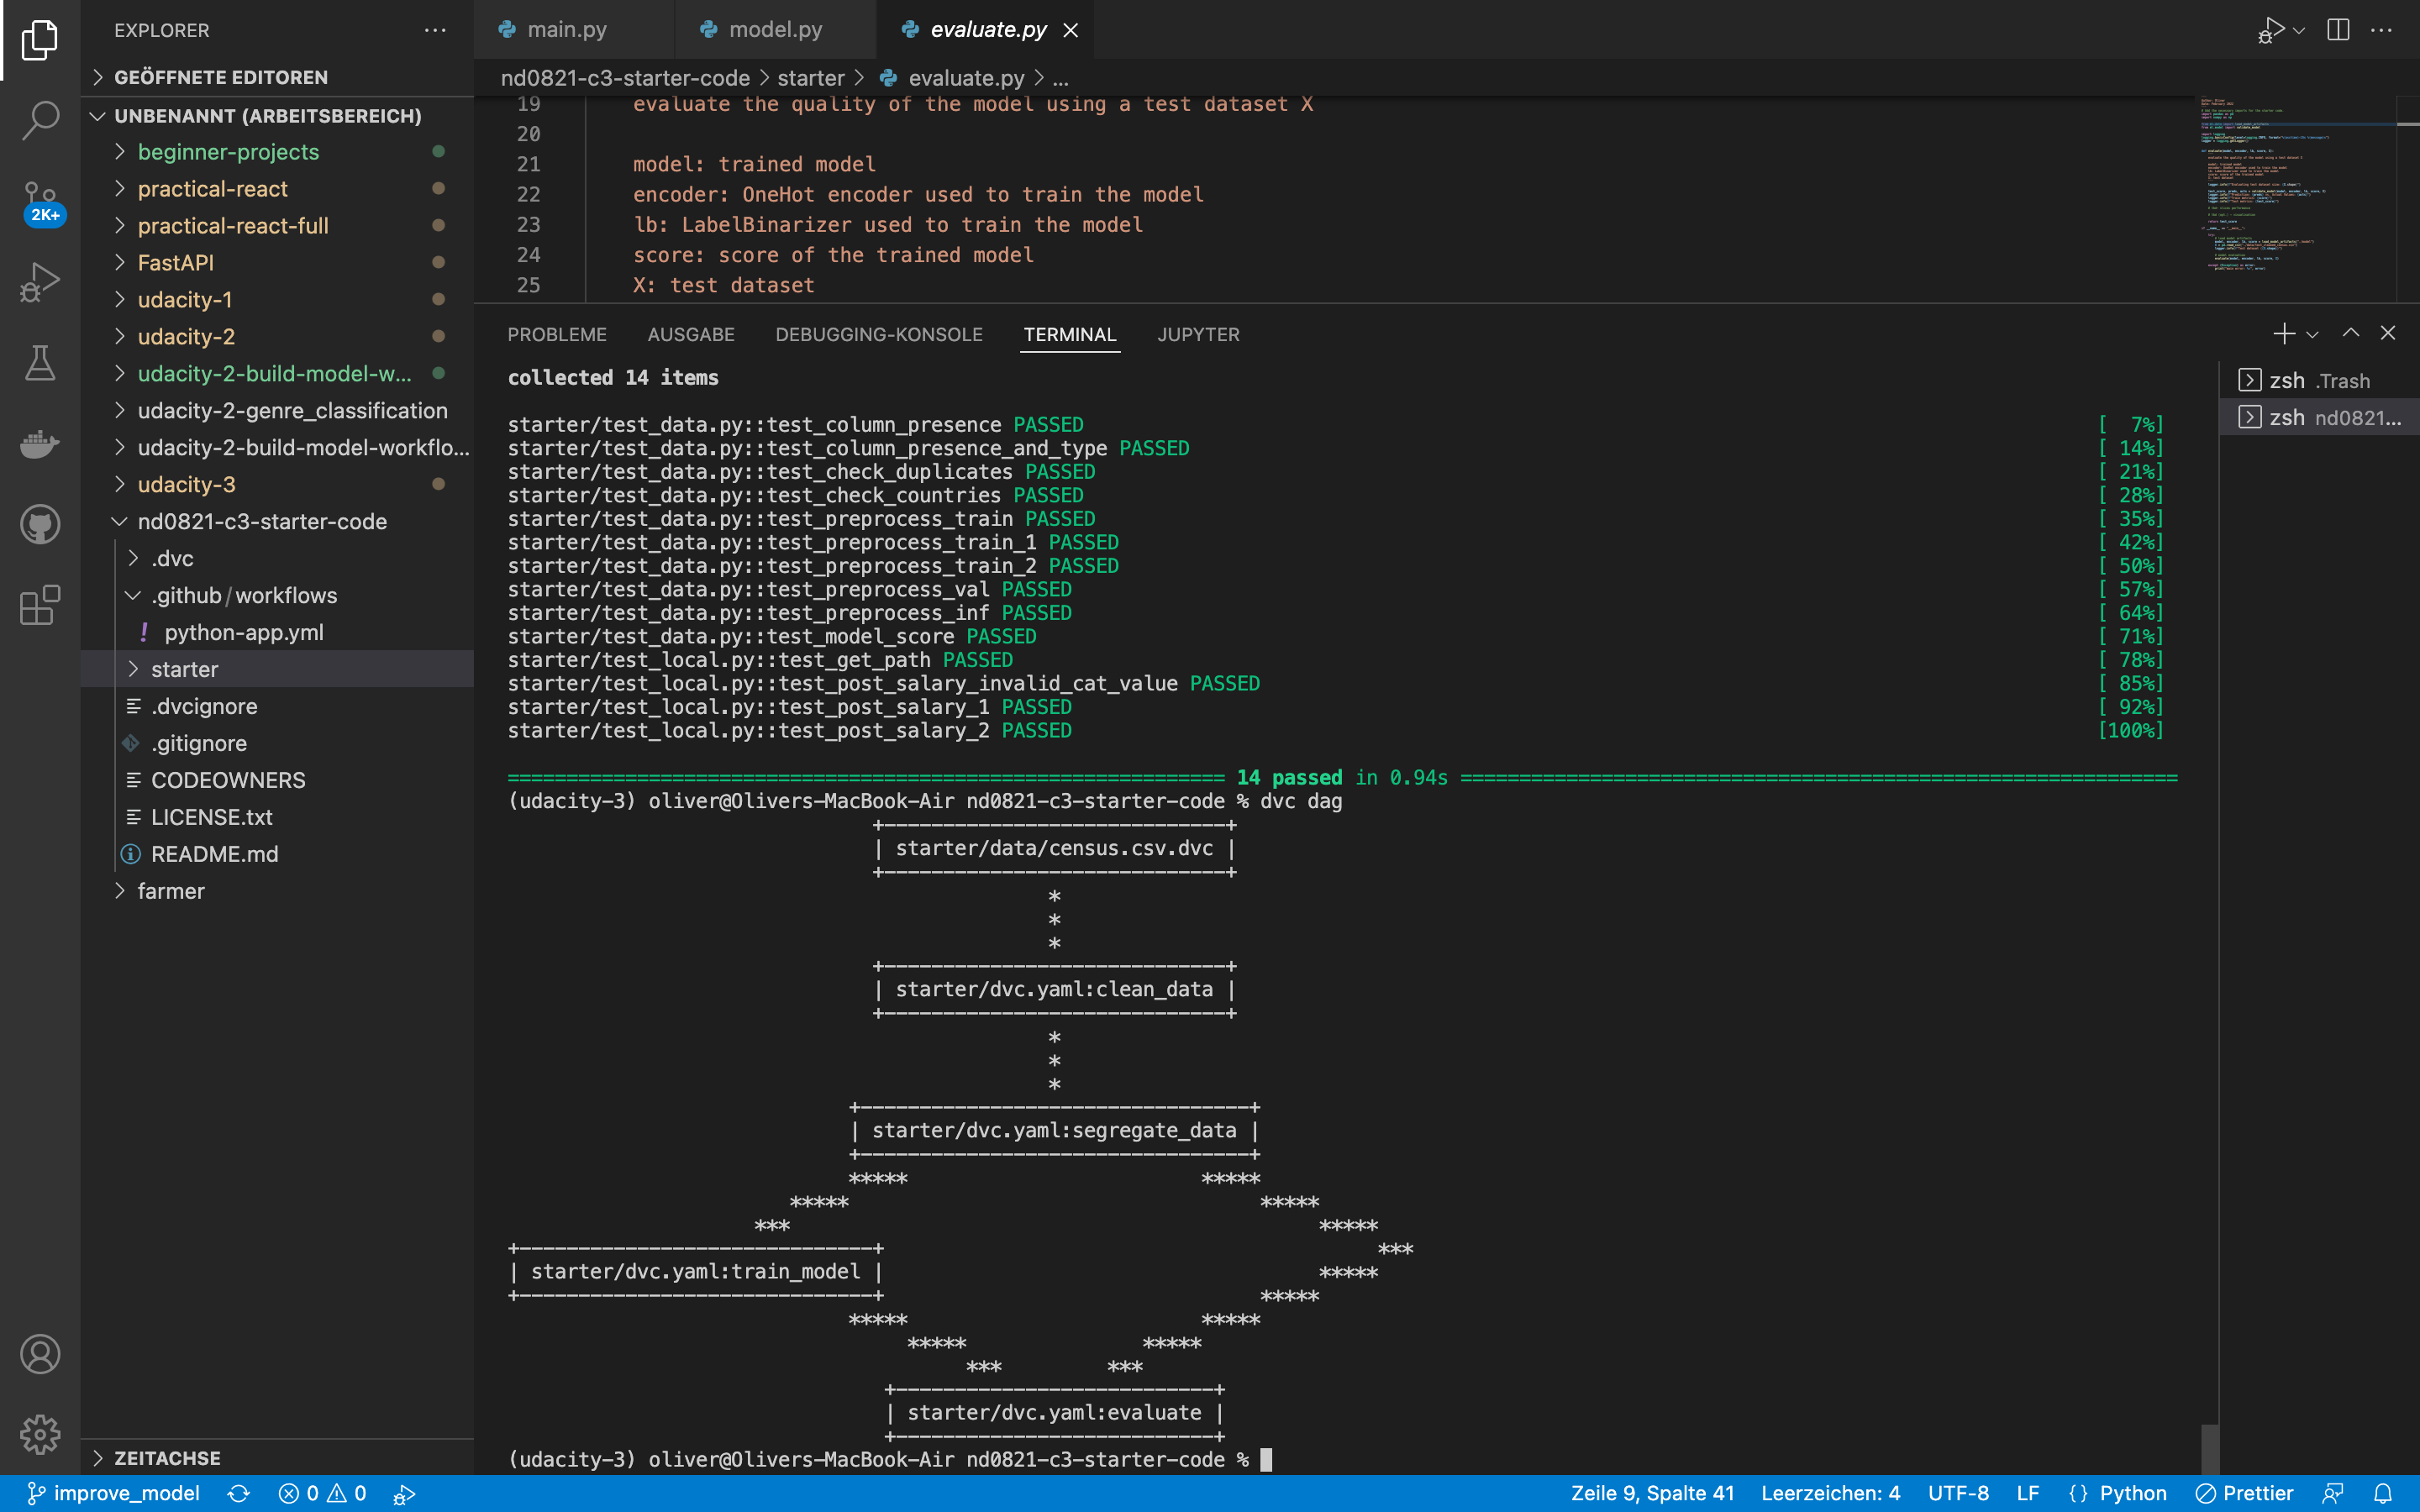 EXPLORER
GEÖFFNETE EDITOREN
UNBENANNT (ARBEITSBEREICH)
beginner-projects
practical-react
practical-react-full
FastAPI
udacity-1
udacity-2
udacity-2-build-model-w...
udacity-2-genre_classification
udacity-2-build-model-workflo...
udacity-3
nd0821-c3-starter-code
.dvc
.github/workflows
! python-app.yml
starter
.dvcignore
.gitignore
CODEOWNERS
LICENSE.txt
README.md
farmer
ZEITACHSE
2K+
main.py model.py evaluate.py
nd0821-c3-starter-code > starter > evaluate.py > ...
19 evaluate the quality of the model using a test dataset X
20
21 model: trained model
22 encoder: OneHot encoder used to train the model
23 lb: LabelBinarizer used to train the model
24 score: score of the trained model
25 X: test dataset
PROBLEME AUSGABE DEBUGGING-KONSOLE TERMINAL JUPYTER
zsh .Trash
zsh nd0821...
collected 14 items
starter/test_data.py::test_column_presence PASSED [  7%]
starter/test_data.py::test_column_presence_and_type PASSED [ 14%]
starter/test_data.py::test_check_duplicates PASSED [ 21%]
starter/test_data.py::test_check_countries PASSED [ 28%]
starter/test_data.py::test_preprocess_train PASSED [ 35%]
starter/test_data.py::test_preprocess_train_1 PASSED [ 42%]
starter/test_data.py::test_preprocess_train_2 PASSED [ 50%]
starter/test_data.py::test_preprocess_val PASSED [ 57%]
starter/test_data.py::test_preprocess_inf PASSED [ 64%]
starter/test_data.py::test_model_score PASSED [ 71%]
starter/test_local.py::test_get_path PASSED [ 78%]
starter/test_local.py::test_post_salary_invalid_cat_value PASSED [ 85%]
starter/test_local.py::test_post_salary_1 PASSED [ 92%]
starter/test_local.py::test_post_salary_2 PASSED [100%]
14 passed in 0.94s
(udacity-3) oliver@Olivers-MacBook-Air nd0821-c3-starter-code % dvc dag
starter/data/census.csv.dvc
starter/dvc.yaml:clean_data
starter/dvc.yaml:segregate_data
starter/dvc.yaml:train_model
starter/dvc.yaml:evaluate
(udacity-3) oliver@Olivers-MacBook-Air nd0821-c3-starter-code %
improve_model 0 0 Zeile 9, Spalte 41 Leerzeichen: 4 UTF-8 LF {} Python Prettier